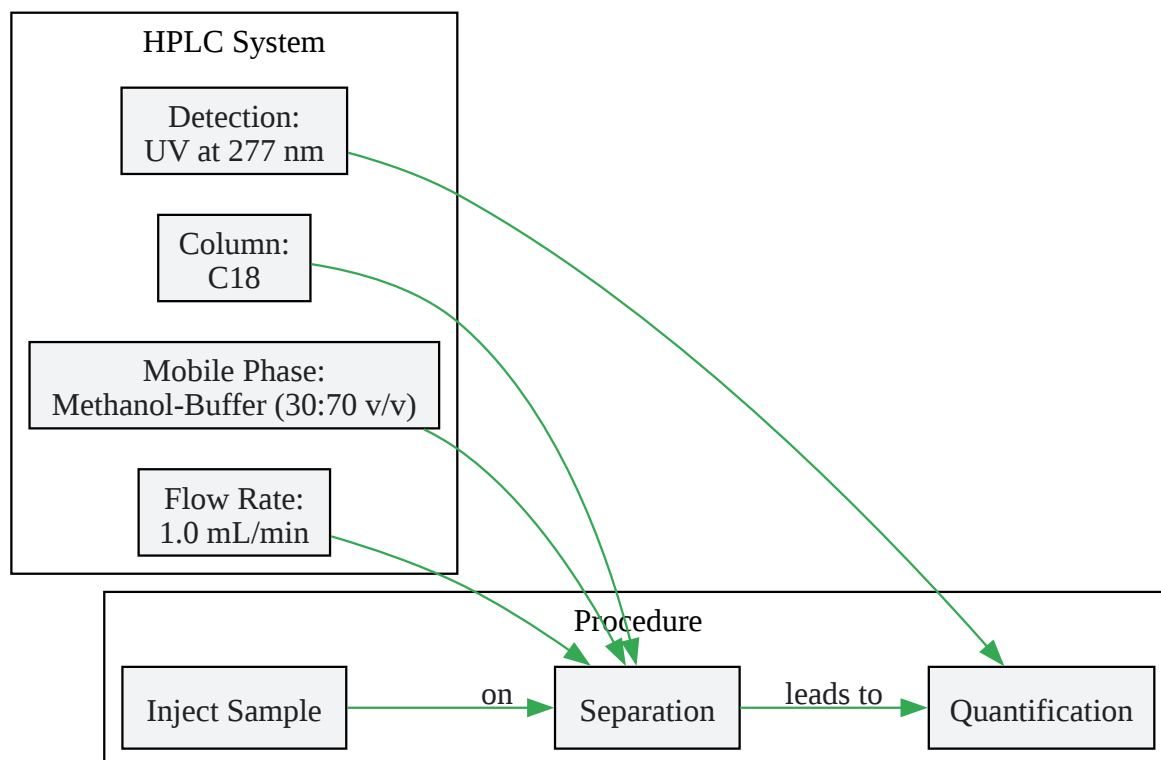 HPLC System
Detection:
UV at 277 nm
Column:
C18
Mobile Phase:
Methanol-Buffer (30:70 v/v)
Flow Rate:
1.0 mL/min
Procedure
Inject Sample
on
Separation
leads to
Quantification